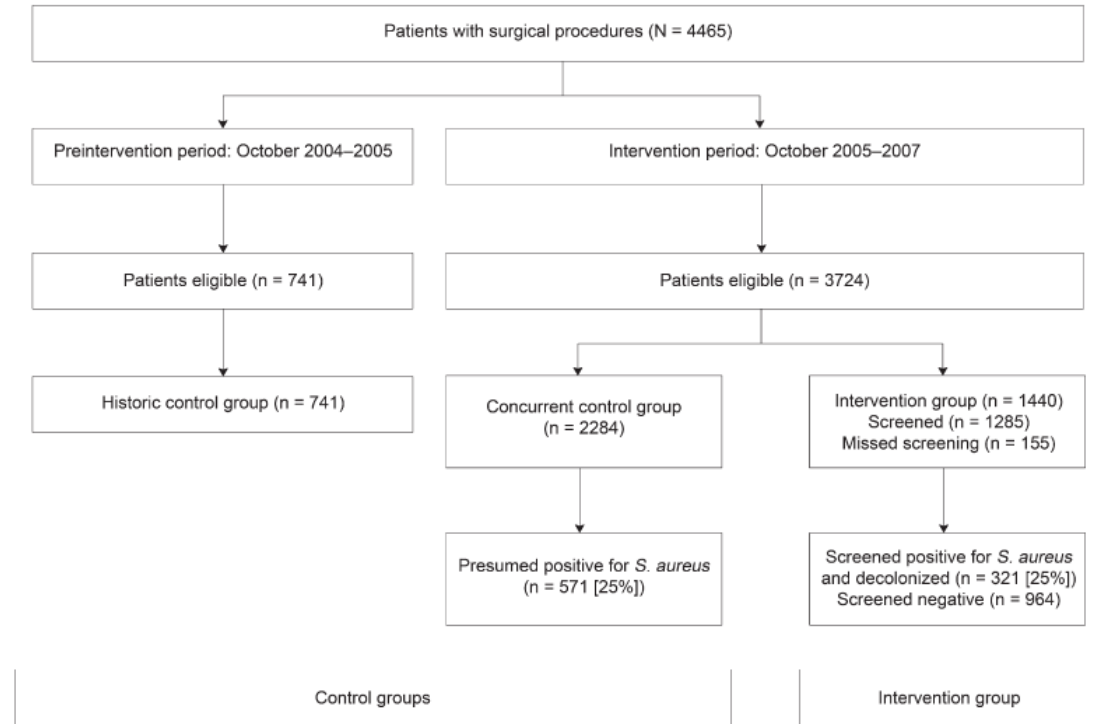 Patients with surgical procedures (N = 4465)
Preintervention period: October 2004–2005
Intervention period: October 2005–2007
Patients eligible (n = 741)
Patients eligible (n = 3724)
Historic control group (n = 741)
Concurrent control group
(n = 2284)
Intervention group (n = 1440)
Screened (n = 1285)
Missed screening (n = 155)
Presumed positive for S. aureus
(n = 571 [25%])
Screened positive for S. aureus
and decolonized (n = 321 [25%])
Screened negative (n = 964)
Control groups
Intervention group